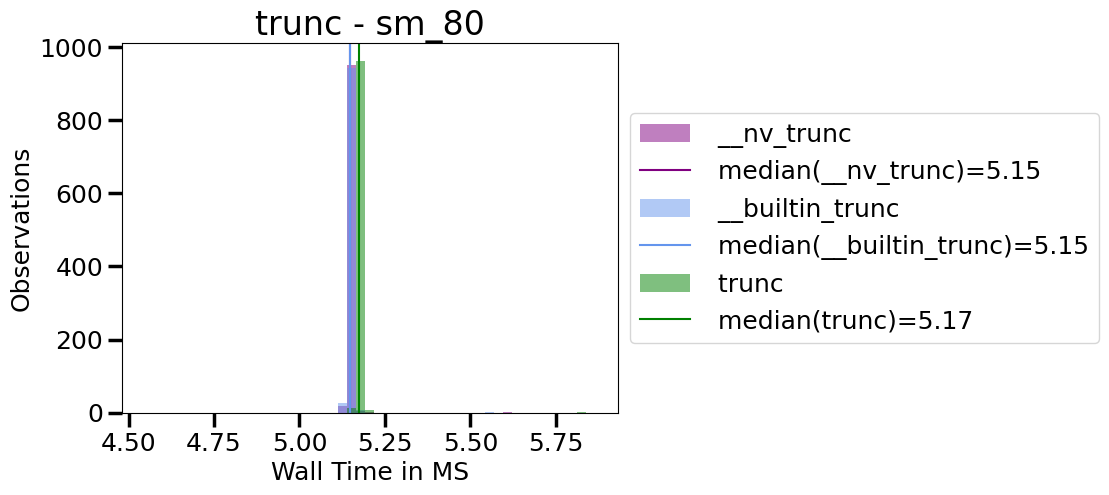 trunc - sm_80
1000
800
600
400
200
0
Observations
4.50 4.75 5.00 5.25 5.50 5.75
Wall Time in MS
__nv_trunc
median(__nv_trunc)=5.15
__builtin_trunc
median(__builtin_trunc)=5.15
trunc
median(trunc)=5.17